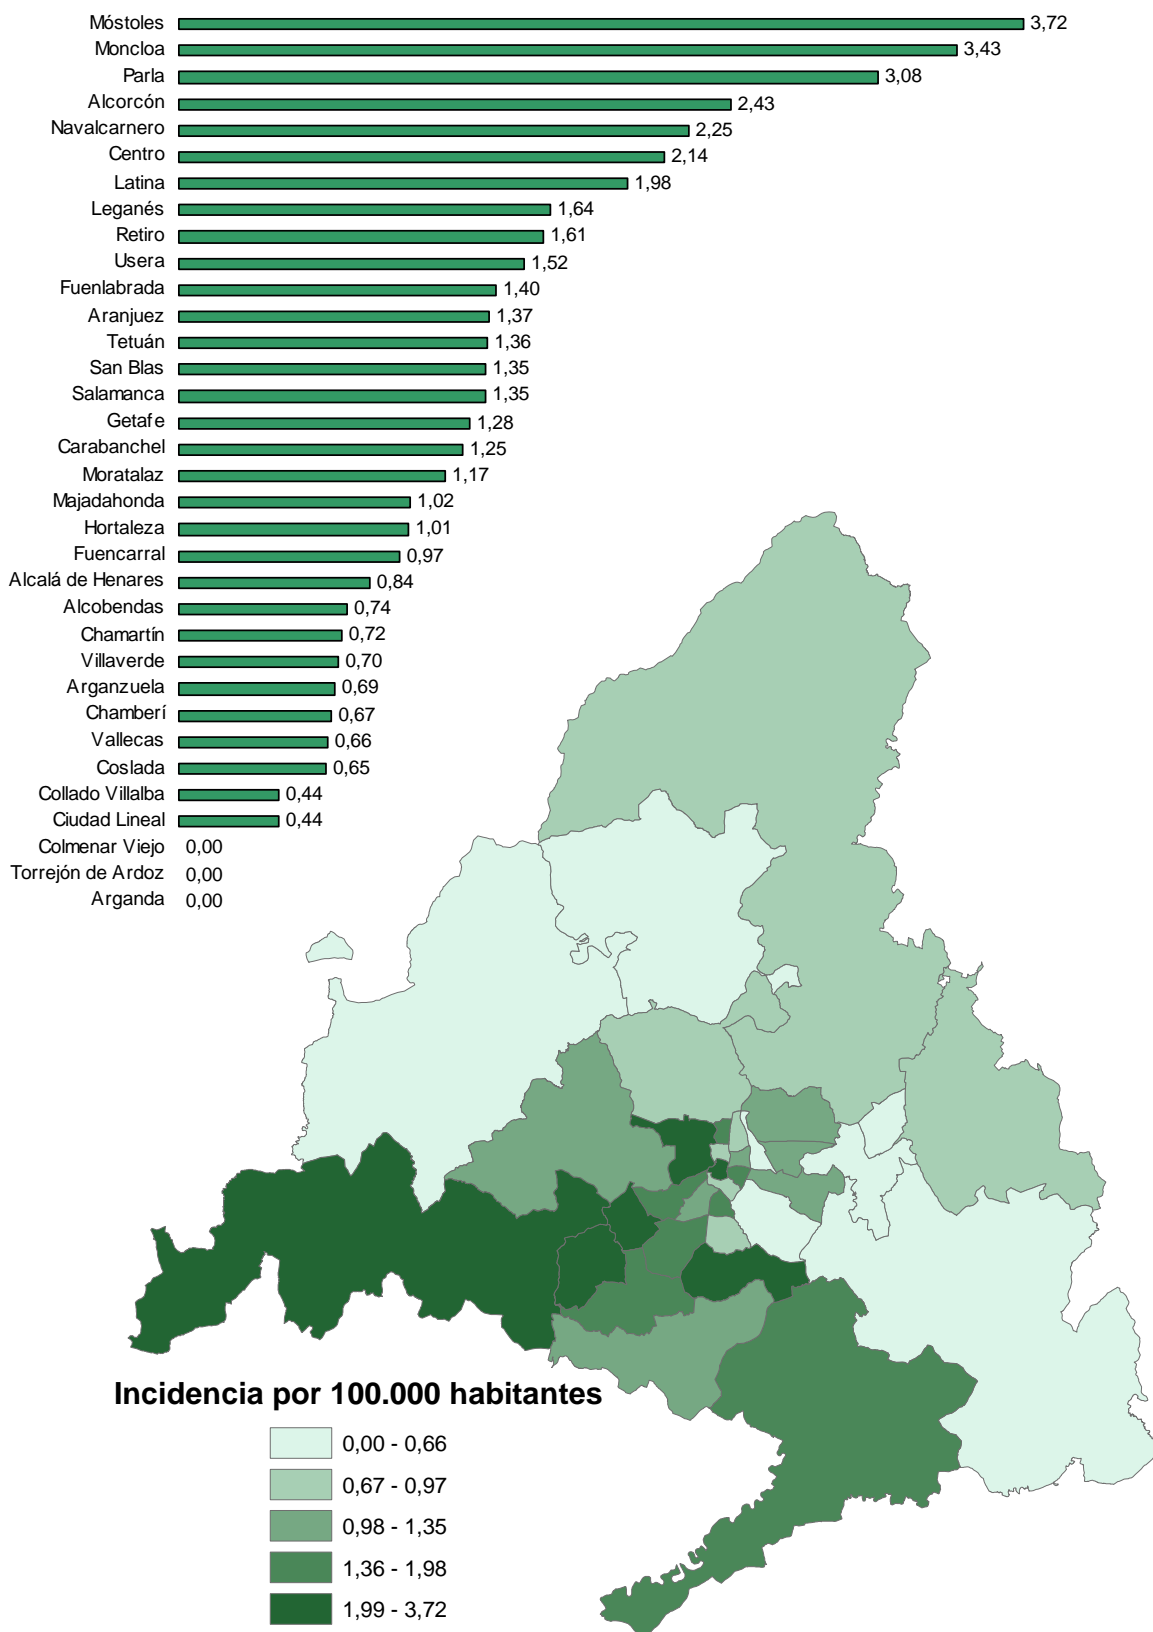 Móstoles 3,72
Moncloa 3,43
Parla 3,08
Alcorcón 2,43
Navalcarnero 2,25
Centro 2,14
Latina 1,98
Leganés 1,64
Retiro 1,61
Usera 1,52
Fuenlabrada 1,40
Aranjuez 1,37
Tetuán 1,36
San Blas 1,35
Salamanca 1,35
Getafe 1,28
Carabanchel 1,25
Moratalaz 1,17
Majadahonda 1,02
Hortaleza 1,01
Fuencarral 0,97
Alcalá de Henares 0,84
Alcobendas 0,74
Chamartín 0,72
Villaverde 0,70
Arganzuela 0,69
Chamberí 0,67
Vallecas 0,66
Coslada 0,65
Collado Villalba 0,44
Ciudad Lineal 0,44
Colmenar Viejo 0,00
Torrejón de Ardoz 0,00
Arganda 0,00
Incidencia por 100.000 habitantes
0,00 - 0,66
0,67 - 0,97
0,98 - 1,35
1,36 - 1,98
1,99 - 3,72